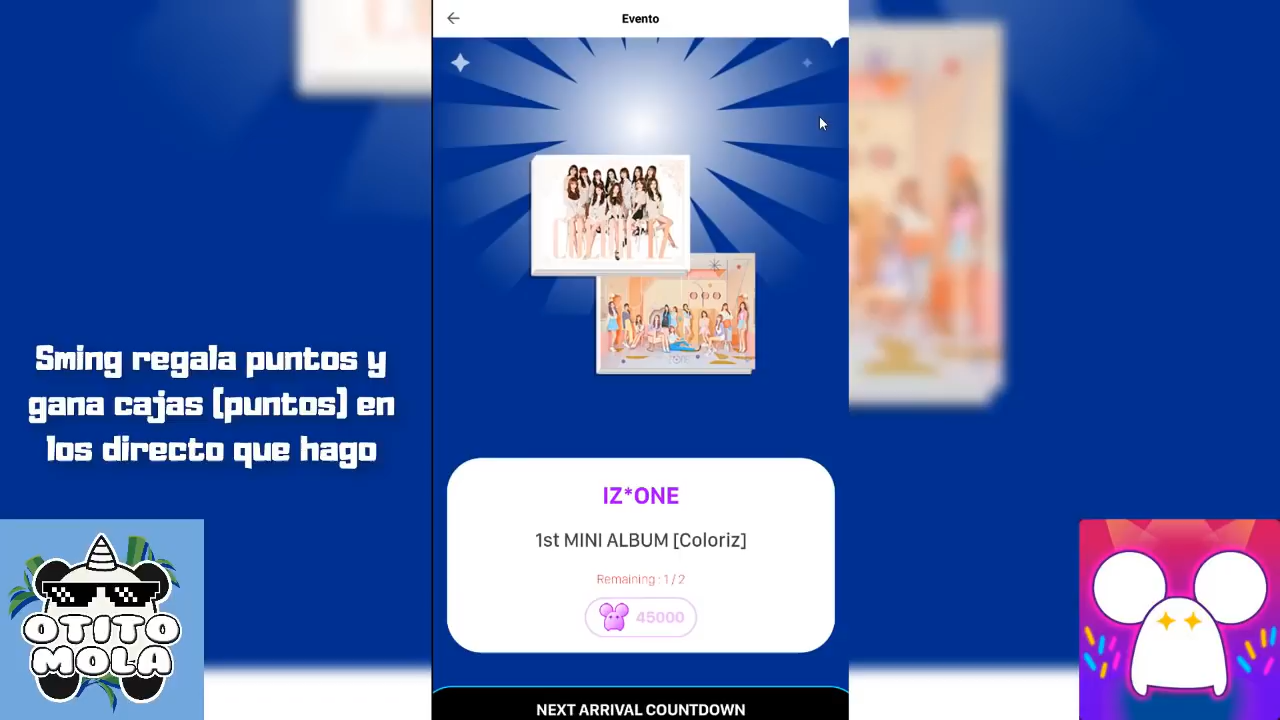 Evento
Sming regala puntos y
gana cajas (puntos) en
los directo que hago
IZ*ONE
1st MINI ALBUM [Coloriz]
Remaining : 1 / 2
45000
OTITO
MOLA
NEXT ARRIVAL COUNTDOWN